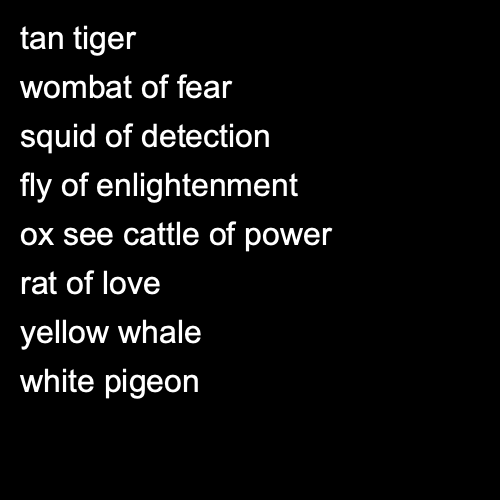 tan tiger
wombat of fear
squid of detection
fly of enlightenment
ox see cattle of power
rat of love
yellow whale
white pigeon